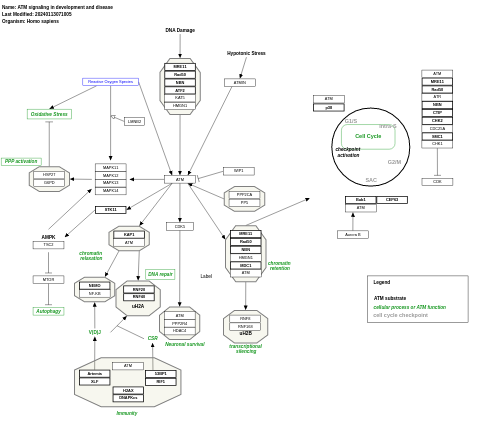 Name: ATM signaling in development and disease
Last Modified: 20240113071605
Organism: Homo sapiens
DNA Damage
Hypotonic Stress
Reactive Oxygen Species
MRE11
Rad50
NBN
ATF2
KAT5
HMGN1
ATMIN
ATM
p38
ATM
MRE11
Rad50
ATR
NBN
CTIP
CHK2
CDC25A
SMC1
CHK1
CDK
Oxidative Stress
LMNB1
G1/S
Cell Cycle
checkpoint
activation
G2/M
SAC
PPP activation
HSP27
G6PD
MAPK11
MAPK12
MAPK13
MAPK14
ATM
WIP1
PPP2CA
PP5
STK11
Bub1
CEP63
ATM
Aurora B
AMPK
TSC2
KAP1
ATM
CDK5
MRE11
Rad50
NBN
HMGN1
MDC1
ATM
chromatin
relaxation
chromatin
retention
DNA repair
Label
MTOR
NEMO
NF-KB
RNF20
RNF40
uH2A
Legend
ATM substrate
cellular process or ATM function
cell cycle checkpoint
Autophagy
ATM
PPP2R4
HDAC4
RNF8
RNF168
uH2B
V(D)J
CSR
Neuronal survival
transcriptional
silencing
ATM
Artemis
XLF
53BP1
RIF1
H2AX
DNAPKcs
Immunity